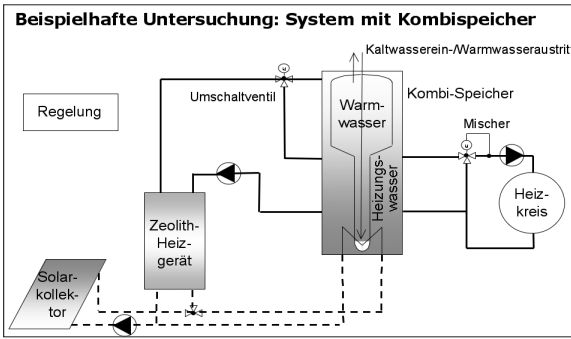 Beispielhafte Untersuchung: System mit Kombispeicher
Kaltwasserein-/Warmwasseraustritt
Umschaltventil
Kombi-Speicher
Regelung
Warm-
wasser
Mischer
Heizungs-
wasser
Zeolith-
Heiz-
gerät
Heiz-
kreis
Solar-
kollek-
tor